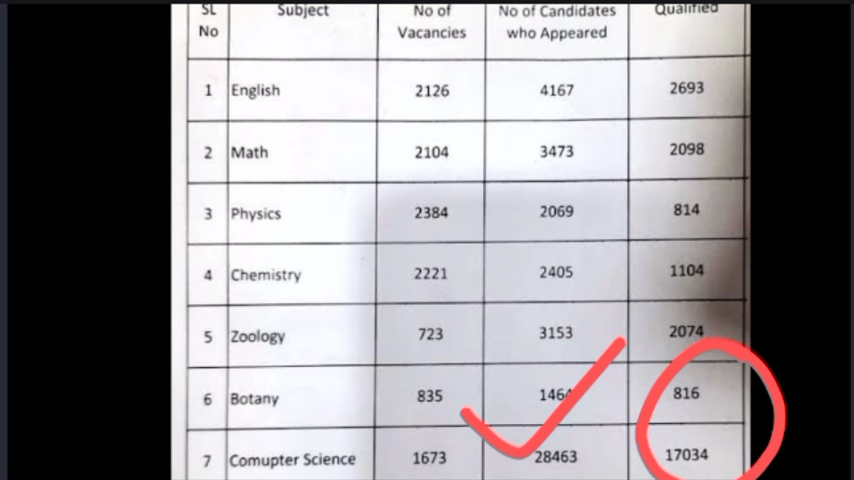 SL No Subject No of Vacancies No of Candidates who Appeared Qualified
1 English 2126 4167 2693
2 Math 2104 3473 2098
3 Physics 2384 2069 814
4 Chemistry 2221 2405 1104
5 Zoology 723 3153 2074
6 Botany 835 1464 816
7 Comupter Science 1673 28463 17034